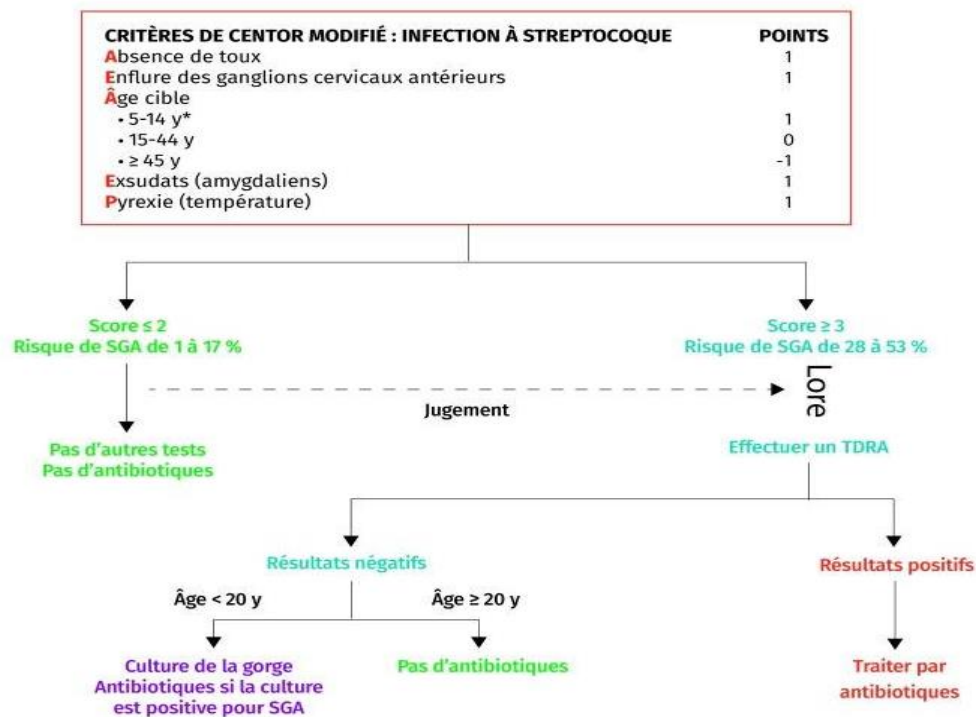 CRITÈRES DE CENTOR MODIFIÉ : INFECTION À STREPTOCOQUE POINTS
Absence de toux 1
Enflure des ganglions cervicaux antérieurs 1
Âge cible
• 5-14 y* 1
• 15-44 y 0
• ≥ 45 y -1
Exsudats (amygdaliens) 1
Pyrexie (température) 1
Score ≤ 2
Risque de SGA de 1 à 17 %
Score ≥ 3
Risque de SGA de 28 à 53 %
Lore
Jugement
Pas d'autres tests
Pas d'antibiotiques
Effectuer un TDRA
Résultats négatifs
Résultats positifs
Âge < 20 y
Âge ≥ 20 y
Culture de la gorge
Antibiotiques si la culture
est positive pour SGA
Pas d'antibiotiques
Traiter par
antibiotiques